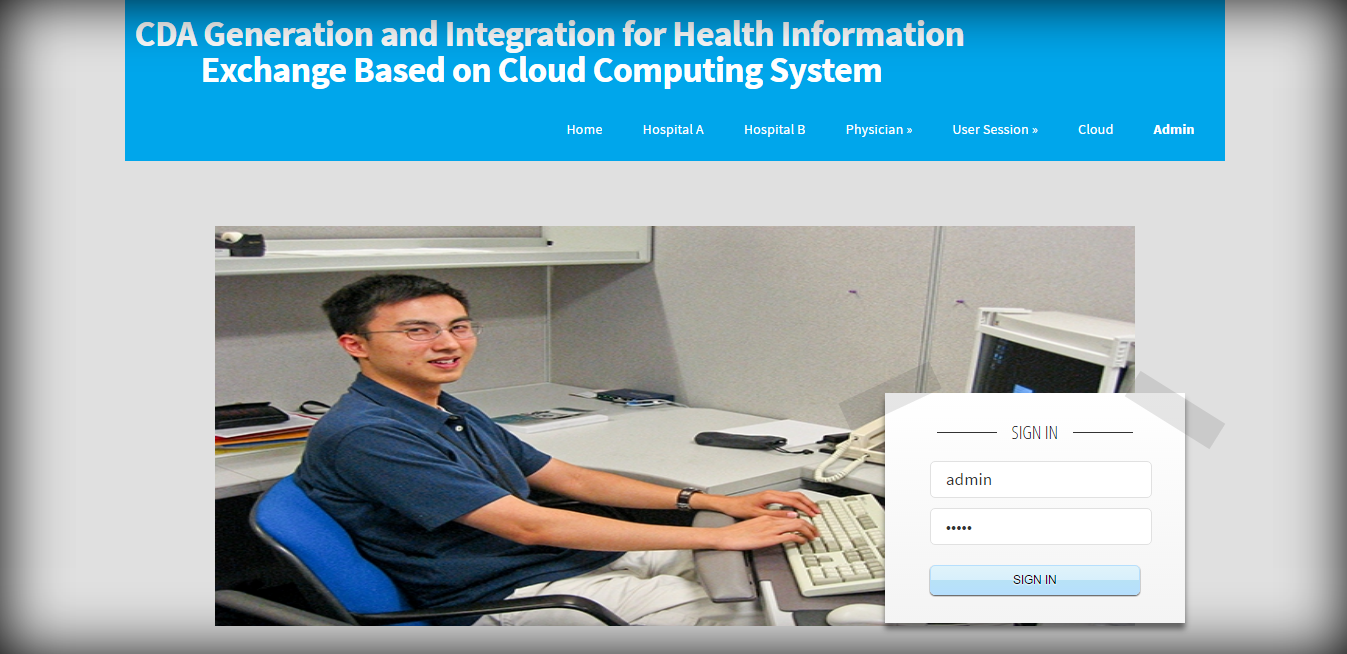 CDA Generation and Integration for Health Information
Exchange Based on Cloud Computing System
Home Hospital A Hospital B Physician » User Session » Cloud Admin
SIGN IN
admin
•••••
SIGN IN